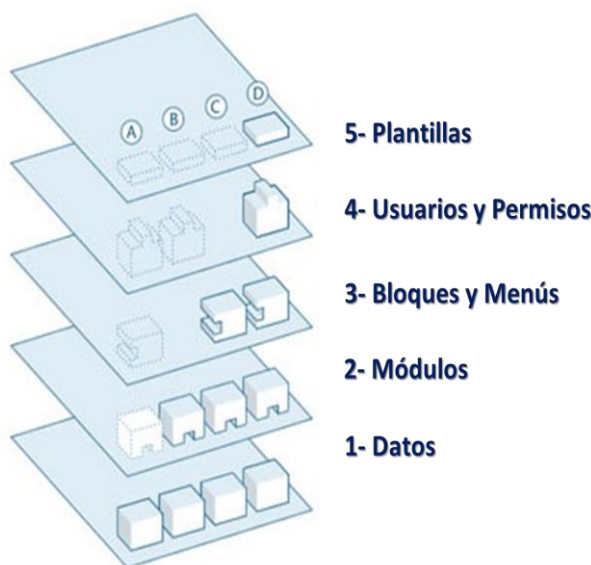 A B C D
5- Plantillas
4- Usuarios y Permisos
3- Bloques y Menús
2- Módulos
1- Datos